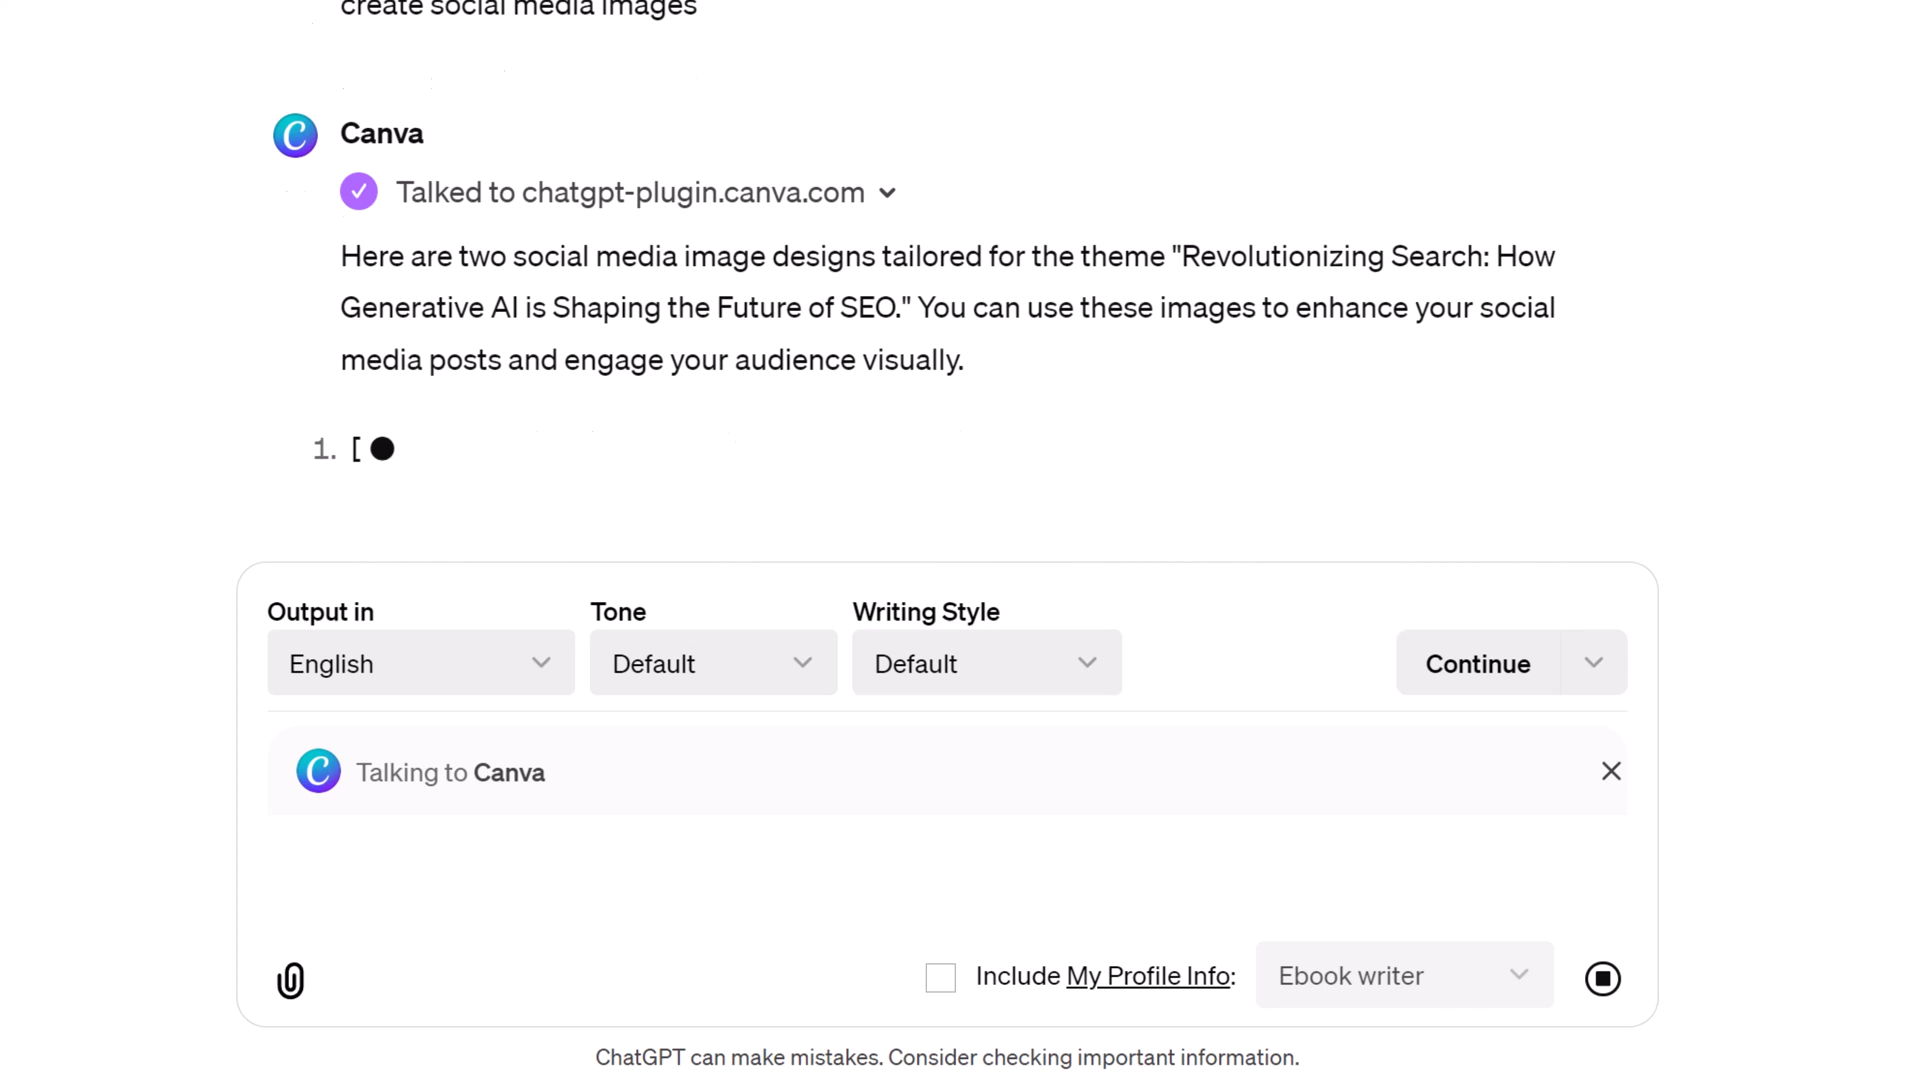 create social media images
Canva
Talked to chatgpt-plugin.canva.com
Here are two social media image designs tailored for the theme "Revolutionizing Search: How
Generative AI is Shaping the Future of SEO." You can use these images to enhance your social
media posts and engage your audience visually.
1. [
Output in
Tone
Writing Style
English
Default
Default
Continue
Talking to Canva
Include My Profile Info:
Ebook writer
ChatGPT can make mistakes. Consider checking important information.